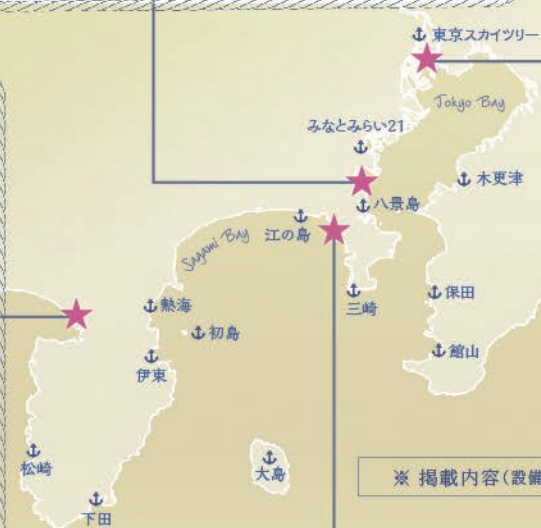 東京スカイツリー
Tokyo Bay
みなとみらい21
木更津
八景島
江の島
Sagami Bay
三崎
保田
熱海
初島
館山
伊東
松崎
大島
下田
※ 掲載内容(設備